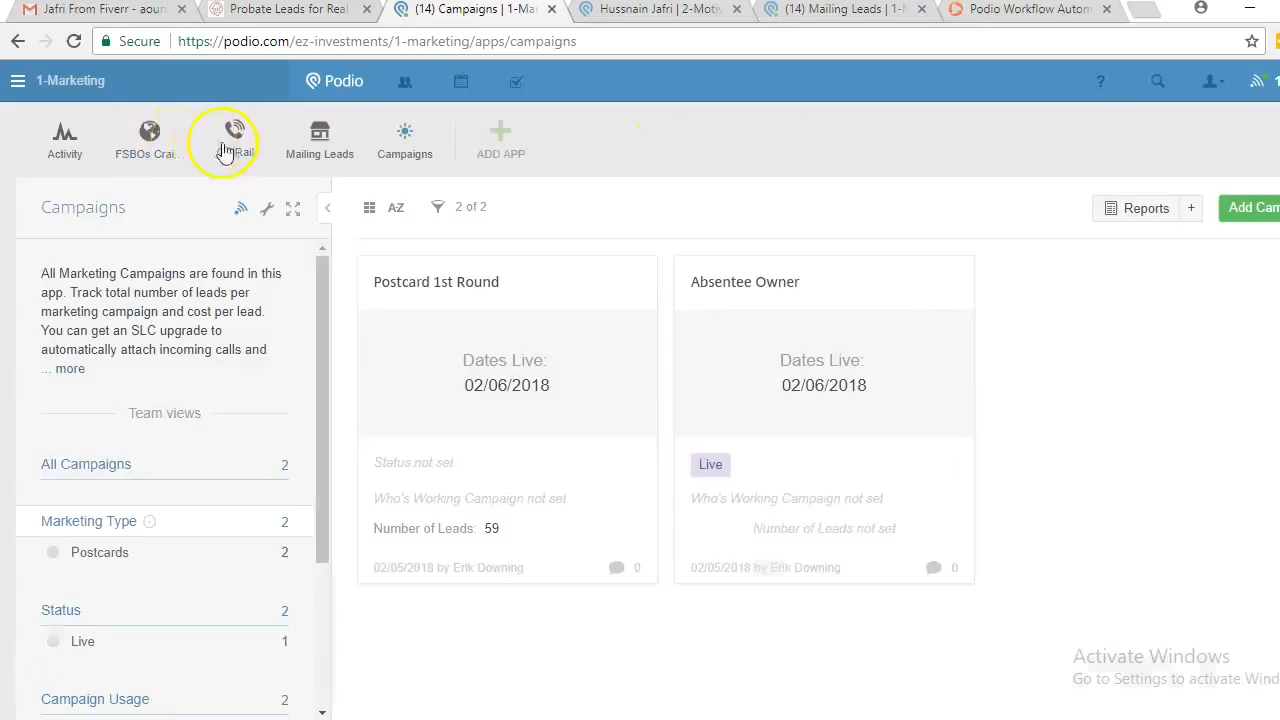 Jafri From Fiverr - aoun
Probate Leads for Real
(14) Campaigns | 1-Mar
Hussnain Jafri | 2-Motiv
(14) Mailing Leads | 1-M
Podio Workflow Autom
Secure
https://podio.com/ez-investments/1-marketing/apps/campaigns
1-Marketing
Podio
?
Activity
FSBOs Crai...
Rail
Mailing Leads
Campaigns
ADD APP
Campaigns
AZ
2 of 2
Reports
+
Add Cam
All Marketing Campaigns are found in this
app. Track total number of leads per
marketing campaign and cost per lead.
You can get an SLC upgrade to
automatically attach incoming calls and
... more
Team views
All Campaigns 2
Marketing Type 2
Postcards 2
Status 2
Live 1
Campaign Usage 2
Postcard 1st Round
Dates Live:
02/06/2018
Status not set
Who's Working Campaign not set
Number of Leads: 59
02/05/2018 by Erik Downing 0
Absentee Owner
Dates Live:
02/06/2018
Live
Who's Working Campaign not set
Number of Leads not set
02/05/2018 by Erik Downing 0
Activate Windows
Go to Settings to activate Wind